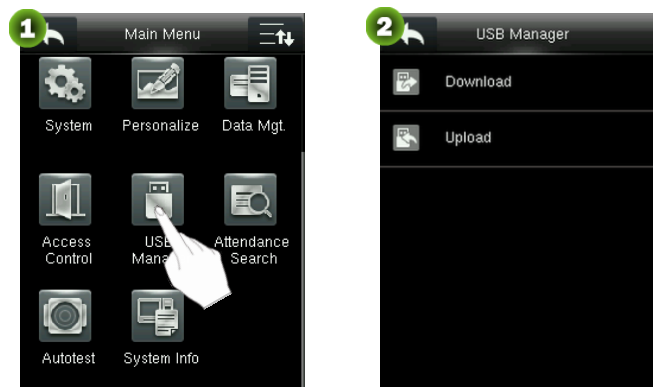 1
Main Menu
System
Personalize
Data Mgt.
Access
Control
USB
Attendance
Search
Autotest
System Info
2
USB Manager
Download
Upload